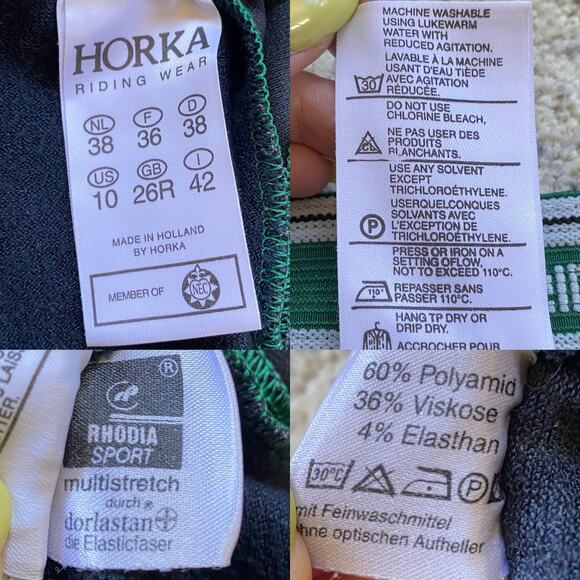 HORKA
RIDING WEAR
NL F D
38 36 38
US GB I
10 26R 42
MADE IN HOLLAND
BY HORKA
MEMBER OF NEC
MACHINE WASHABLE
USING LUKEWARM
WATER WITH
REDUCED AGITATION.
LAVABLE À LA MACHINE
USANT D'EAU TIÈDE
30 AVEC AGITATION
RÉDUCÉE.
DO NOT USE
CHLORINE BLEACH,
NE PAS USER DES
CL PRODUITS
BLANCHANTS.
USE ANY SOLVENT
EXCEPT
TRICHLOROÉTHYLENE.
USERQUELCONQUES
P SOLVANTS AVEC
L'EXCEPTION DE
TRICHLOROÉTHYLENE.
PRESS OR IRON ON A
SETTING OFLOW,
NOT TO EXCEED 110°C.
110° REPASSER SANS
PASSER 110°C.
HANG TP DRY OR
DRIP DRY.
ACCROCHER POUR
®
RHODIA
SPORT
multistretch
durch ®
dorlastan
die Elasticfaser
60% Polyamid
36% Viskose
4% Elasthan
30°C P
mit Feinwaschmittel
ohne optischen Aufheller